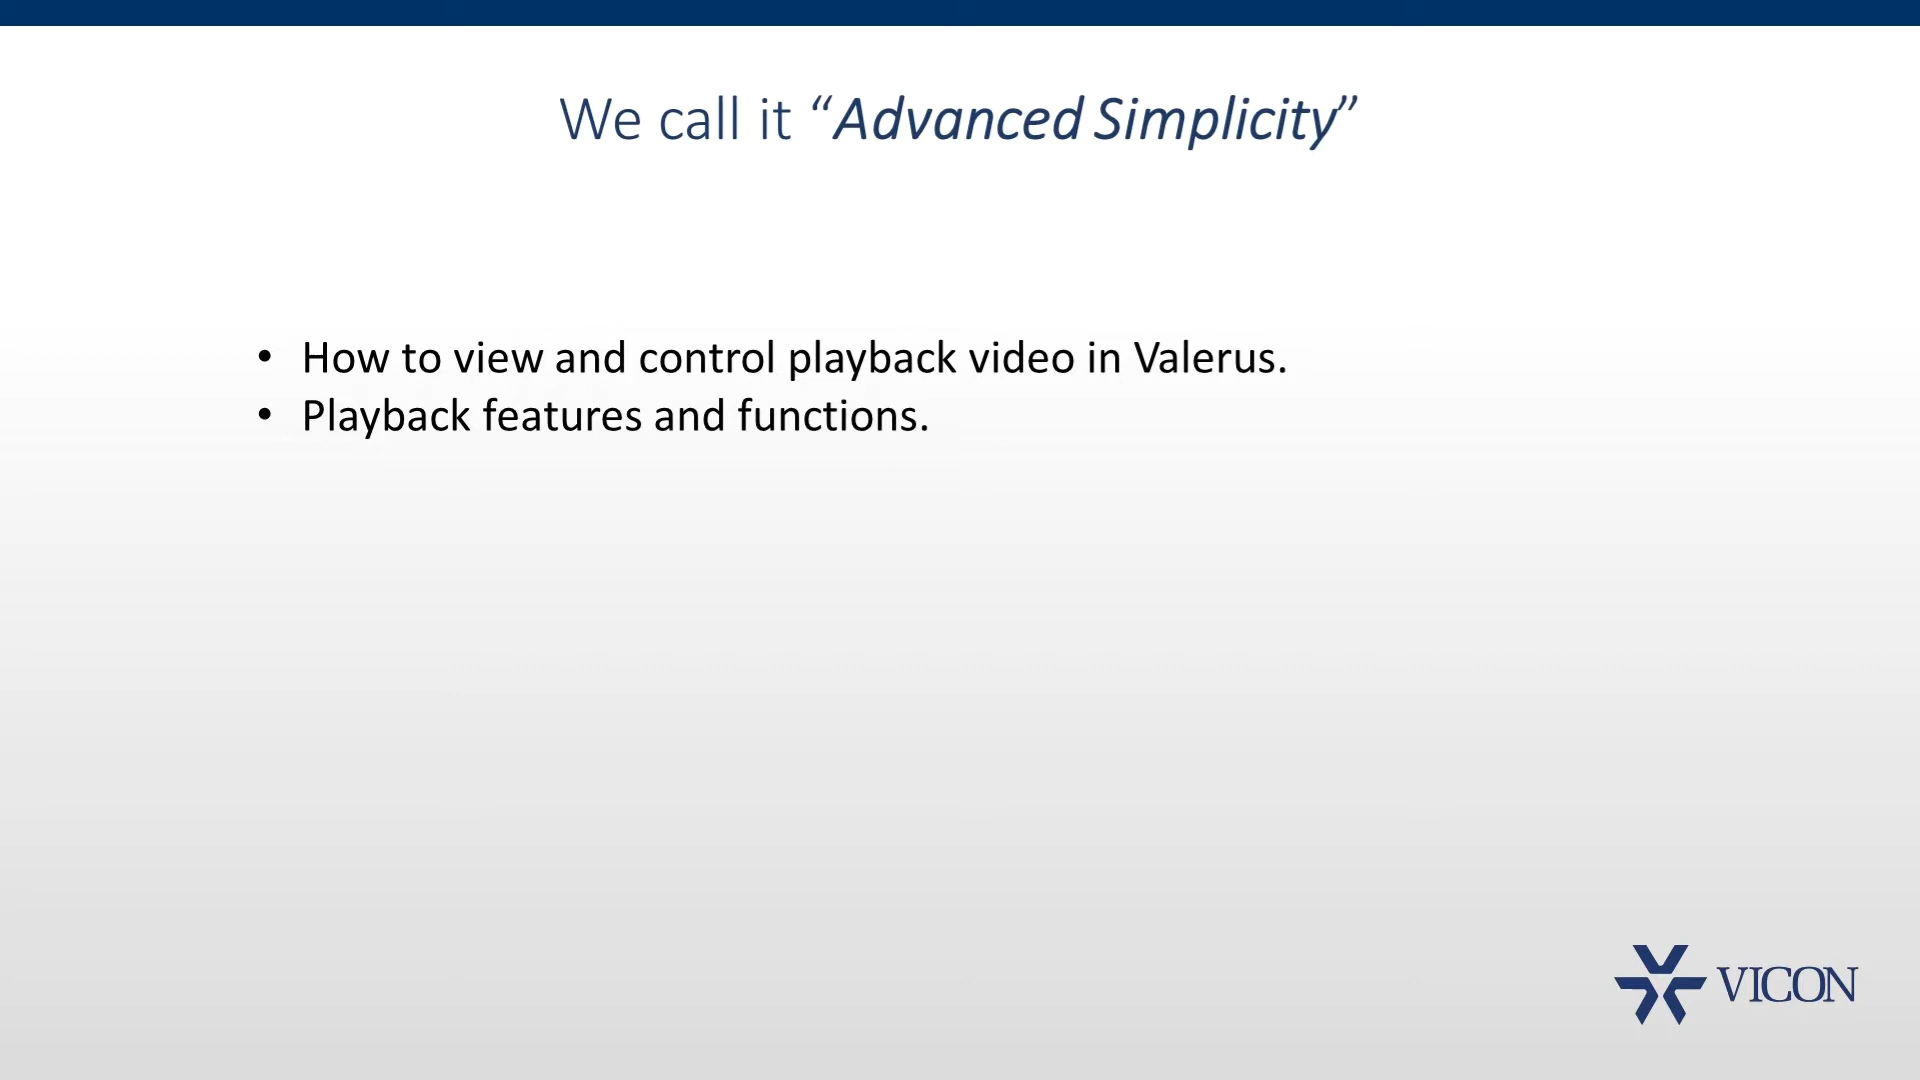 We call it “Advanced Simplicity”
• How to view and control playback video in Valerus.
• Playback features and functions.
VICON